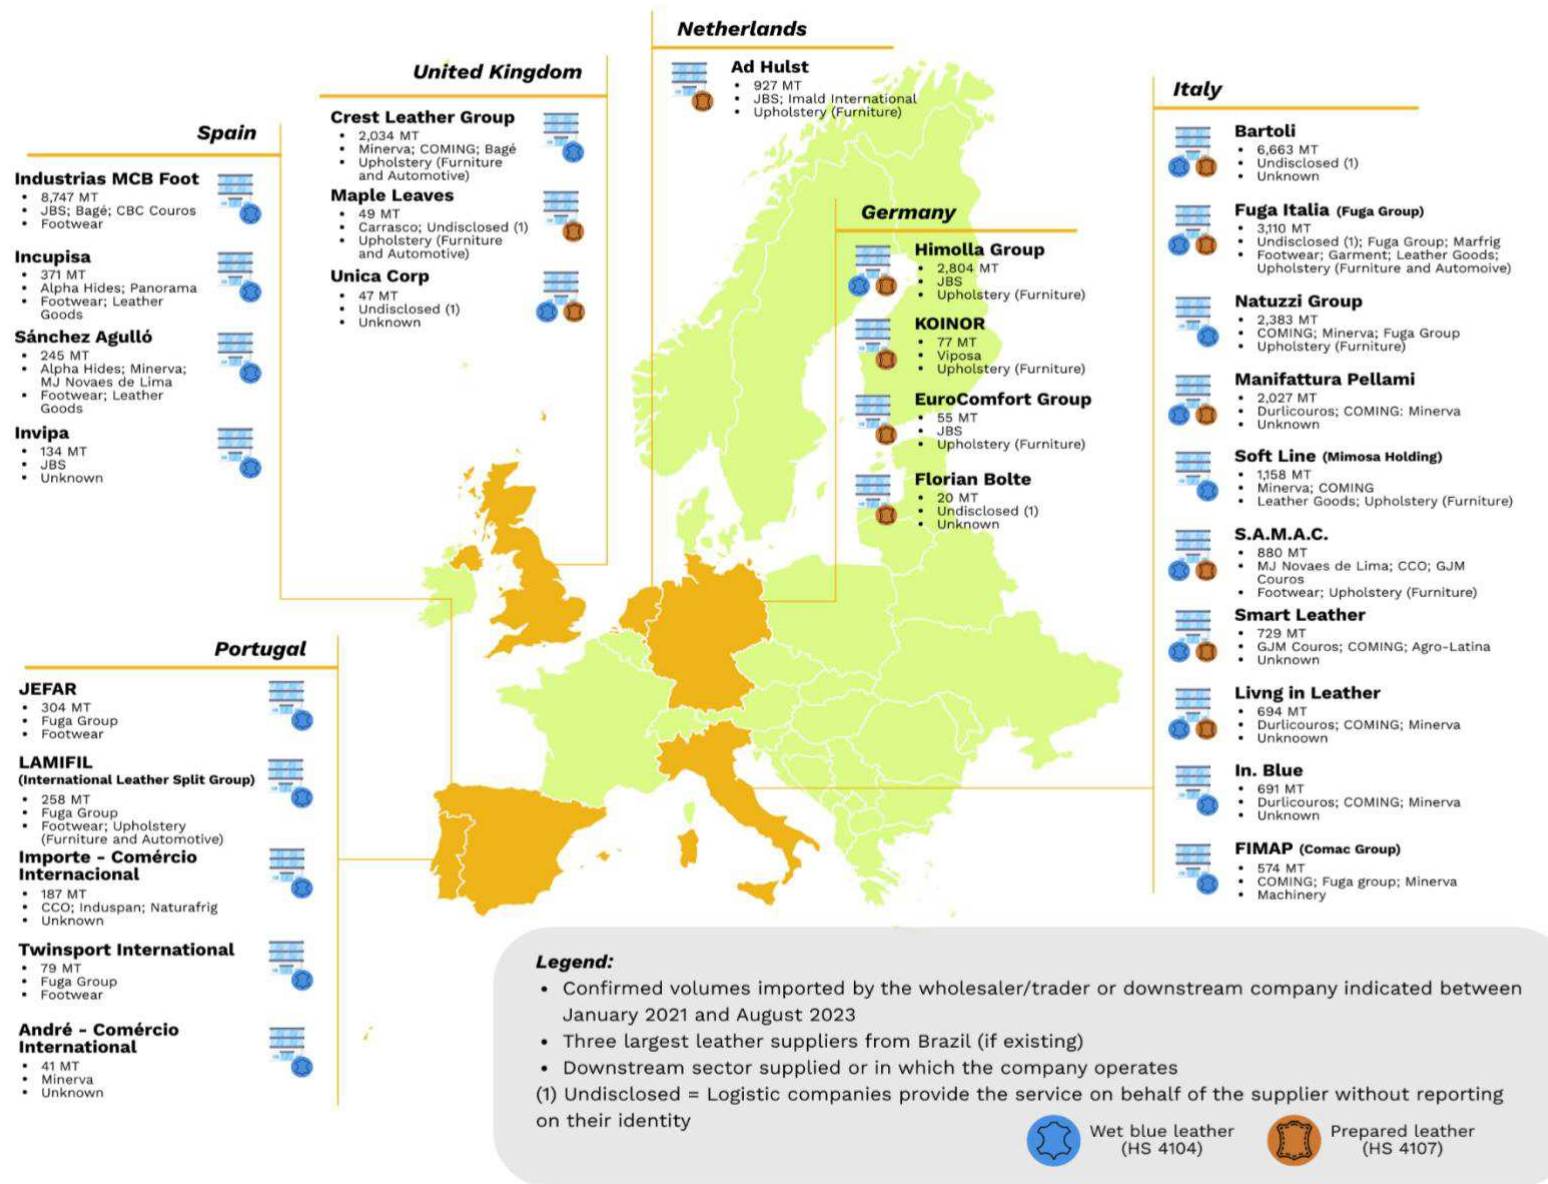 Netherlands
Ad Hulst
• 927 MT
• JBS; Imald International
• Upholstery (Furniture)
United Kingdom
Crest Leather Group
• 2,034 MT
• Minerva; COMING; Bagé
• Upholstery (Furniture
and Automotive)
Maple Leaves
• 49 MT
• Carrasco; Undisclosed (1)
• Upholstery (Furniture
and Automotive)
Unica Corp
• 47 MT
• Undisclosed (1)
• Unknown
Spain
Industrias MCB Foot
• 8,747 MT
• JBS; Bagé; CBC Couros
• Footwear
Incupisa
• 371 MT
• Alpha Hides; Panorama
• Footwear; Leather
Goods
Sánchez Agulló
• 245 MT
• Alpha Hides; Minerva;
MJ Novaes de Lima
• Footwear; Leather
Goods
Invipa
• 134 MT
• JBS
• Unknown
Germany
Himolla Group
• 2,804 MT
• JBS
• Upholstery (Furniture)
KOINOR
• 77 MT
• Viposa
• Upholstery (Furniture)
EuroComfort Group
• 55 MT
• JBS
• Upholstery (Furniture)
Florian Bolte
• 20 MT
• Undisclosed (1)
• Unknown
Italy
Bartoli
• 6,663 MT
• Undisclosed (1)
• Unknown
Fuga Italia (Fuga Group)
• 3,110 MT
• Undisclosed (1); Fuga Group; Marfrig
• Footwear; Garment; Leather Goods;
Upholstery (Furniture and Automoive)
Natuzzi Group
• 2,383 MT
• COMING; Minerva; Fuga Group
• Upholstery (Furniture)
Manifattura Pellami
• 2,027 MT
• Durlicouros; COMING: Minerva
• Unknown
Soft Line (Mimosa Holding)
• 1,158 MT
• Minerva; COMING
• Leather Goods; Upholstery (Furniture)
S.A.M.A.C.
• 880 MT
• MJ Novaes de Lima; CCO; GJM
Couros
• Footwear; Upholstery (Furniture)
Smart Leather
• 729 MT
• GJM Couros; COMING; Agro-Latina
• Unknown
Livng in Leather
• 694 MT
• Durlicouros; COMING; Minerva
• Unknoown
In. Blue
• 691 MT
• Durlicouros; COMING; Minerva
• Unknown
FIMAP (Comac Group)
• 574 MT
• COMING; Fuga group; Minerva
• Machinery
Portugal
JEFAR
• 304 MT
• Fuga Group
• Footwear
LAMIFIL
(International Leather Split Group)
• 258 MT
• Fuga Group
• Footwear; Upholstery
(Furniture and Automotive)
Importe - Comércio
Internacional
• 187 MT
• CCO; Induspan; Naturafrig
• Unknown
Twinsport International
• 79 MT
• Fuga Group
• Footwear
André - Comércio
International
• 41 MT
• Minerva
• Unknown
Legend:
• Confirmed volumes imported by the wholesaler/trader or downstream company indicated between
January 2021 and August 2023
• Three largest leather suppliers from Brazil (if existing)
• Downstream sector supplied or in which the company operates
(1) Undisclosed = Logistic companies provide the service on behalf of the supplier without reporting
on their identity
Wet blue leather
(HS 4104)
Prepared leather
(HS 4107)